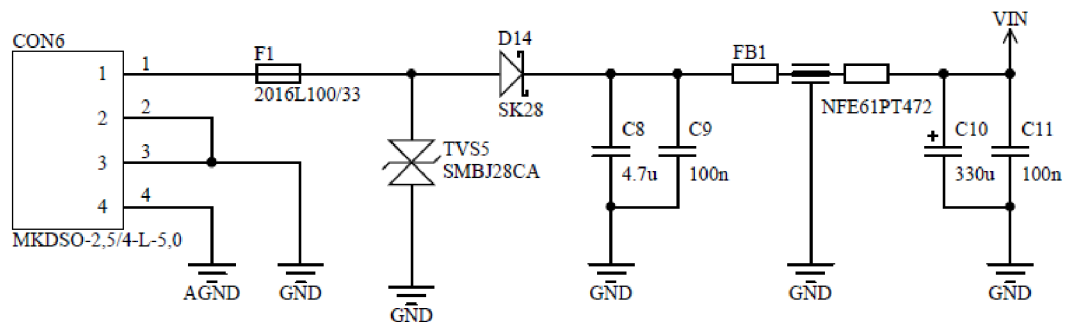 VIN
CON6
F1
D14
FB1
1
1
2016L100/33
SK28
NFE61PT472
2
2
3
3
TVS5
SMBJ28CA
C8
4.7u
C9
100n
+
C10
330u
C11
100n
4
4
MKDSO-2,5/4-L-5,0
AGND
GND
GND
GND
GND
GND